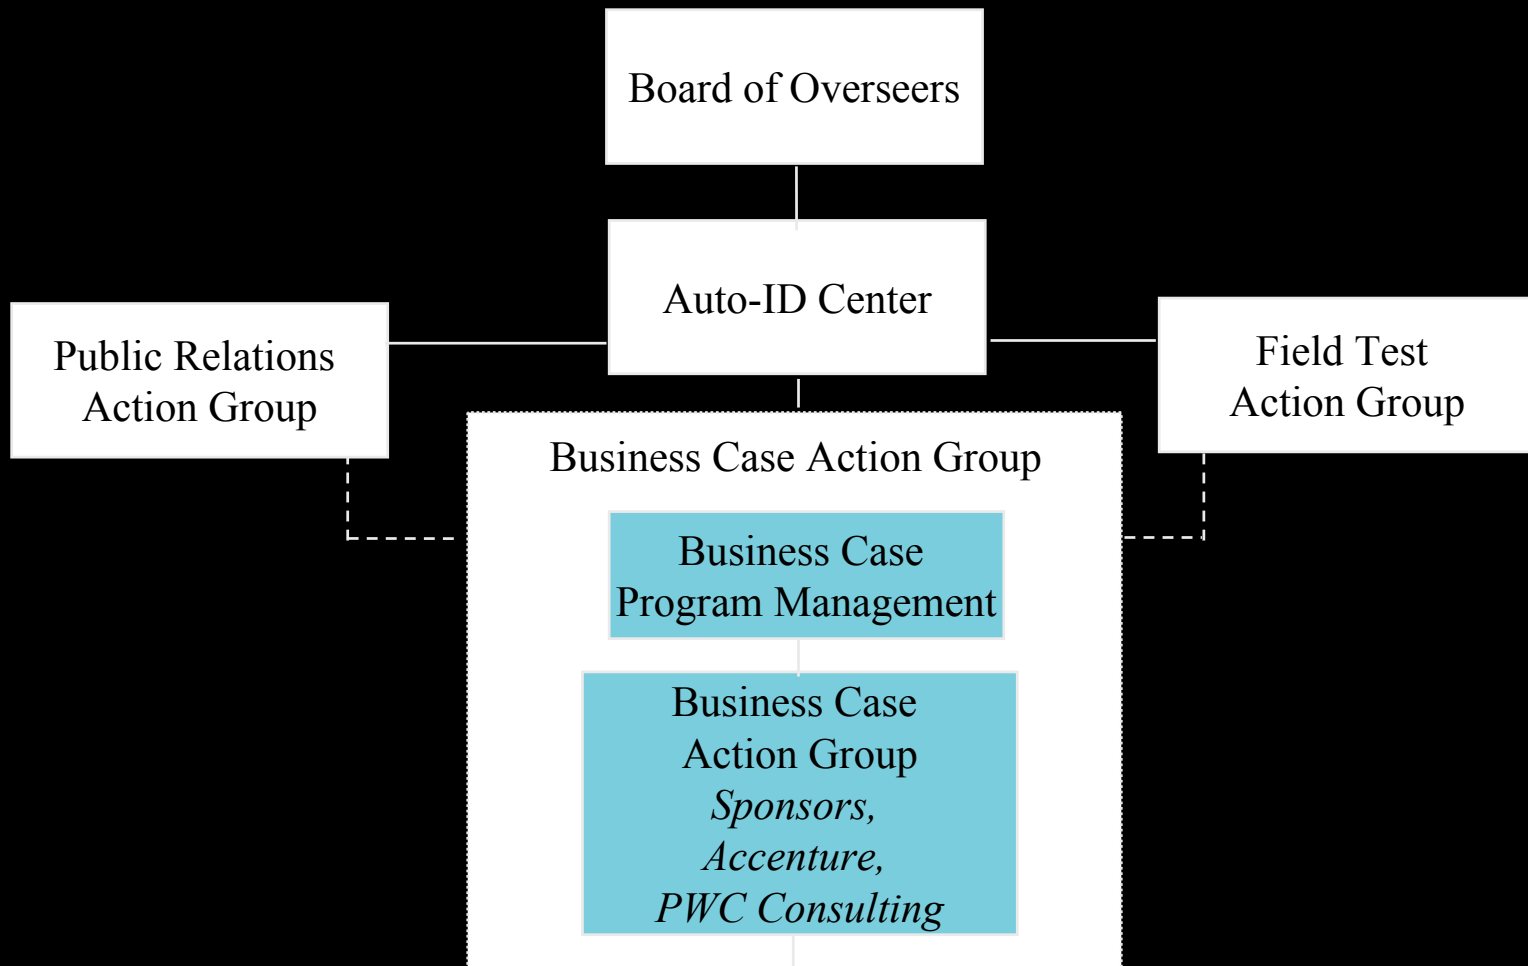 Board of Overseers
Auto-ID Center
Public Relations
Action Group
Field Test
Action Group
Business Case Action Group
Business Case
Program Management
Business Case
Action Group
Sponsors,
Accenture,
PWC Consulting